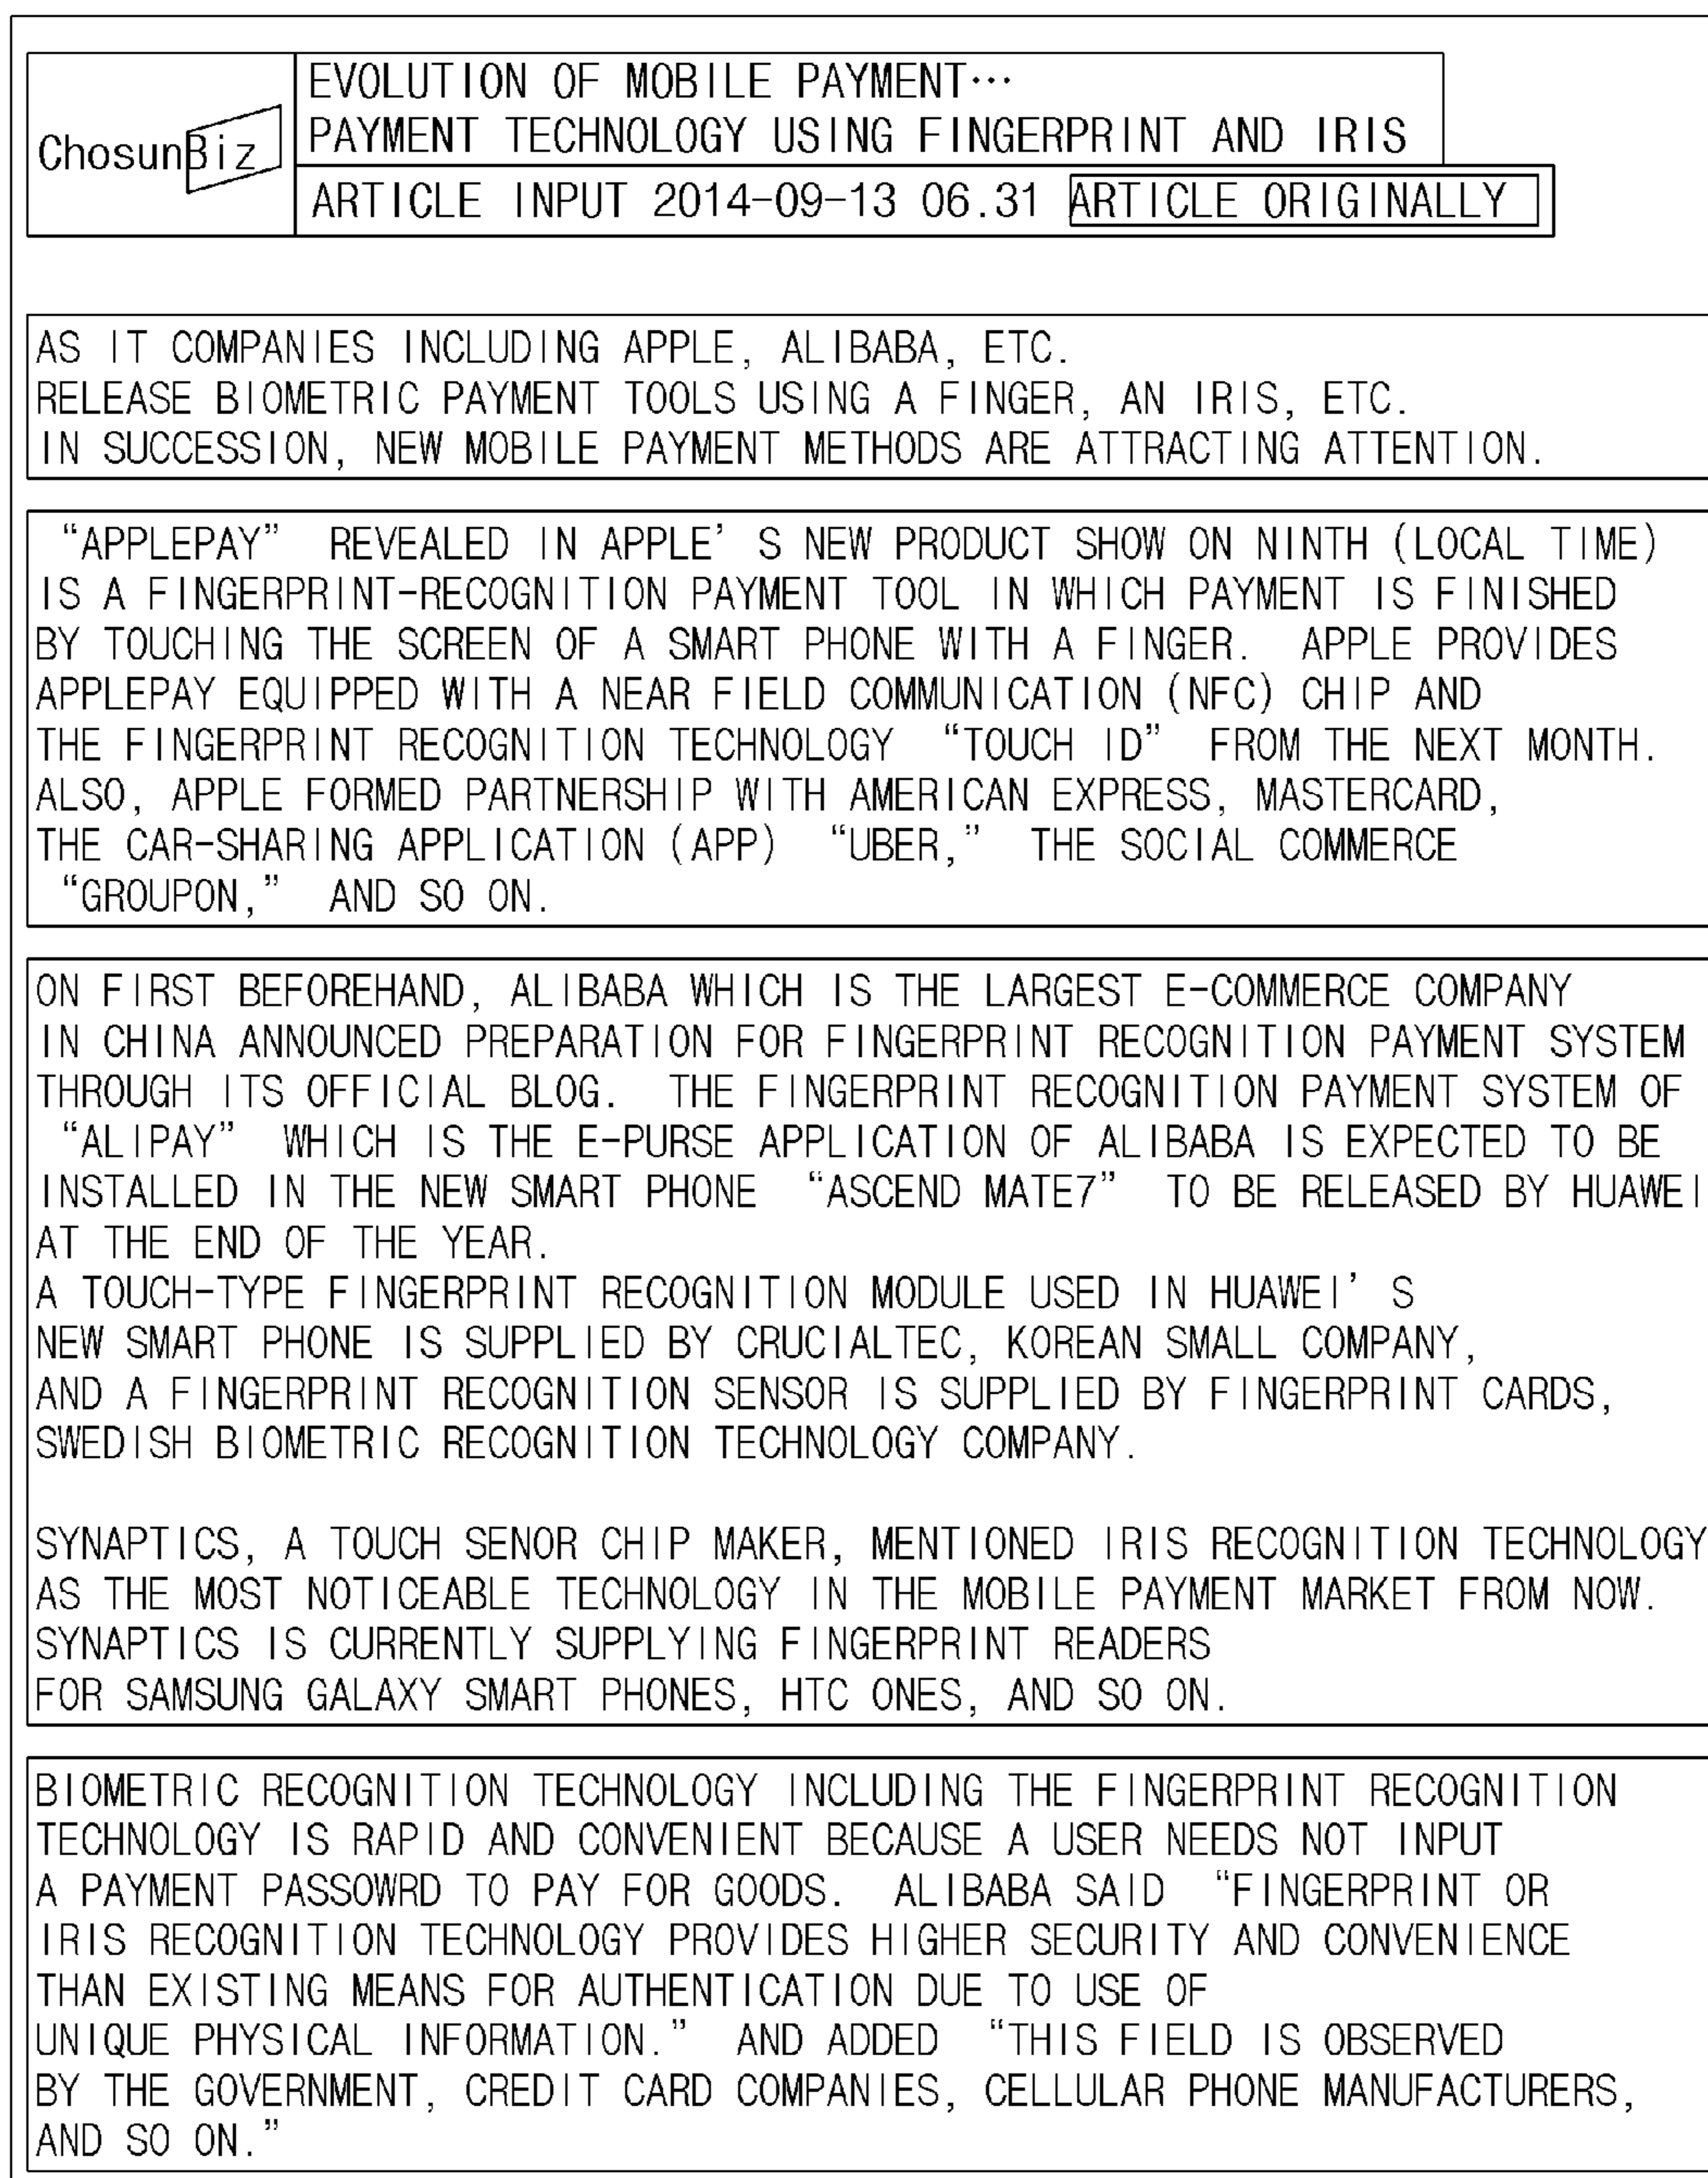 ChosunBiz
EVOLUTION OF MOBILE PAYMENT···
PAYMENT TECHNOLOGY USING FINGERPRINT AND IRIS
ARTICLE INPUT 2014-09-13 06.31 ARTICLE ORIGINALLY
AS IT COMPANIES INCLUDING APPLE, ALIBABA, ETC.
RELEASE BIOMETRIC PAYMENT TOOLS USING A FINGER, AN IRIS, ETC.
IN SUCCESSION, NEW MOBILE PAYMENT METHODS ARE ATTRACTING ATTENTION.
“APPLEPAY” REVEALED IN APPLE’ S NEW PRODUCT SHOW ON NINTH (LOCAL TIME)
IS A FINGERPRINT-RECOGNITION PAYMENT TOOL IN WHICH PAYMENT IS FINISHED
BY TOUCHING THE SCREEN OF A SMART PHONE WITH A FINGER. APPLE PROVIDES
APPLEPAY EQUIPPED WITH A NEAR FIELD COMMUNICATION (NFC) CHIP AND
THE FINGERPRINT RECOGNITION TECHNOLOGY “TOUCH ID” FROM THE NEXT MONTH.
ALSO, APPLE FORMED PARTNERSHIP WITH AMERICAN EXPRESS, MASTERCARD,
THE CAR-SHARING APPLICATION (APP) “UBER,” THE SOCIAL COMMERCE
“GROUPON,” AND SO ON.
ON FIRST BEFOREHAND, ALIBABA WHICH IS THE LARGEST E-COMMERCE COMPANY
IN CHINA ANNOUNCED PREPARATION FOR FINGERPRINT RECOGNITION PAYMENT SYSTEM
THROUGH ITS OFFICIAL BLOG. THE FINGERPRINT RECOGNITION PAYMENT SYSTEM OF
“ALIPAY” WHICH IS THE E-PURSE APPLICATION OF ALIBABA IS EXPECTED TO BE
INSTALLED IN THE NEW SMART PHONE “ASCEND MATE7” TO BE RELEASED BY HUAWEI
AT THE END OF THE YEAR.
A TOUCH-TYPE FINGERPRINT RECOGNITION MODULE USED IN HUAWEI’ S
NEW SMART PHONE IS SUPPLIED BY CRUCIALTEC, KOREAN SMALL COMPANY,
AND A FINGERPRINT RECOGNITION SENSOR IS SUPPLIED BY FINGERPRINT CARDS,
SWEDISH BIOMETRIC RECOGNITION TECHNOLOGY COMPANY.
SYNAPTICS, A TOUCH SENOR CHIP MAKER, MENTIONED IRIS RECOGNITION TECHNOLOGY
AS THE MOST NOTICEABLE TECHNOLOGY IN THE MOBILE PAYMENT MARKET FROM NOW.
SYNAPTICS IS CURRENTLY SUPPLYING FINGERPRINT READERS
FOR SAMSUNG GALAXY SMART PHONES, HTC ONES, AND SO ON.
BIOMETRIC RECOGNITION TECHNOLOGY INCLUDING THE FINGERPRINT RECOGNITION
TECHNOLOGY IS RAPID AND CONVENIENT BECAUSE A USER NEEDS NOT INPUT
A PAYMENT PASSOWRD TO PAY FOR GOODS. ALIBABA SAID “FINGERPRINT OR
IRIS RECOGNITION TECHNOLOGY PROVIDES HIGHER SECURITY AND CONVENIENCE
THAN EXISTING MEANS FOR AUTHENTICATION DUE TO USE OF
UNIQUE PHYSICAL INFORMATION.” AND ADDED “THIS FIELD IS OBSERVED
BY THE GOVERNMENT, CREDIT CARD COMPANIES, CELLULAR PHONE MANUFACTURERS,
AND SO ON.”